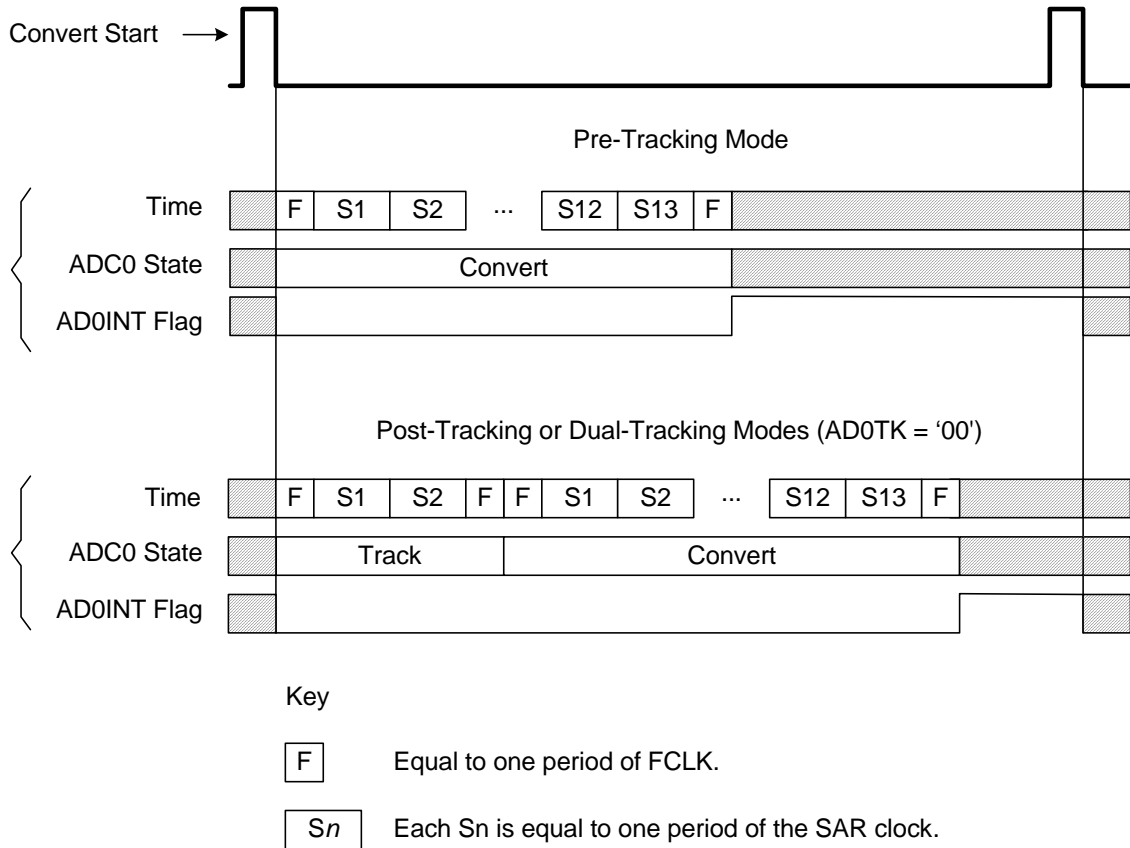 Convert Start
Pre-Tracking Mode
Time F S1 S2 ... S12 S13 F
ADC0 State Convert
AD0INT Flag
Post-Tracking or Dual-Tracking Modes (AD0TK = ‘00')
Time F S1 S2 F F S1 S2 ... S12 S13 F
ADC0 State Track Convert
AD0INT Flag
Key
F Equal to one period of FCLK.
Sn Each Sn is equal to one period of the SAR clock.